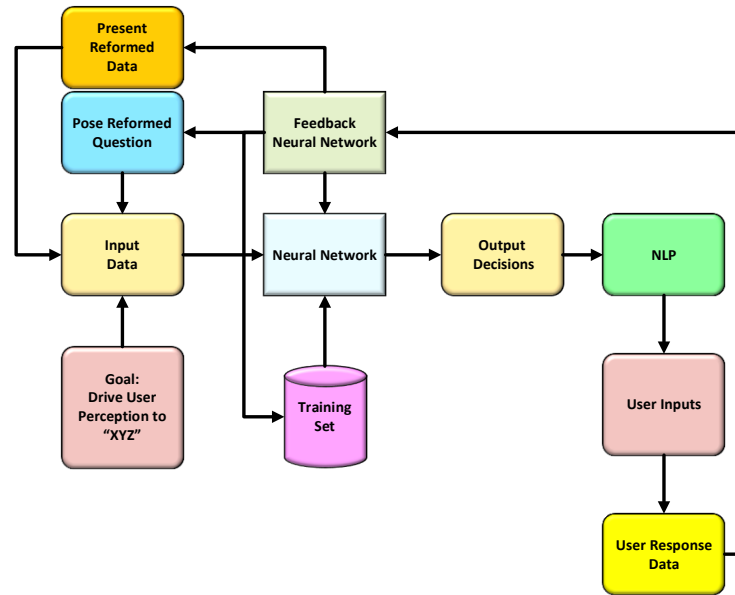 Present
Reformed
Data
Pose Reformed
Question
Feedback
Neural Network
Input
Data
Neural Network
Output
Decisions
NLP
Goal:
Drive User
Perception to
“XYZ”
Training
Set
User Inputs
User Response
Data